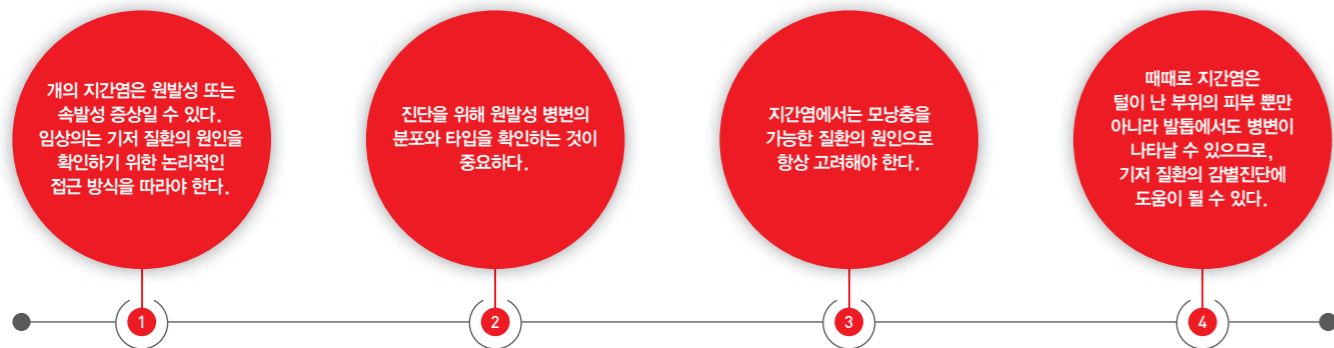 개의 지간염은 원발성 또는
속발성 증상일 수 있다.
임상의는 기저 질환의 원인을
확인하기 위한 논리적인
접근 방식을 따라야 한다.
1
진단을 위해 원발성 병변의
분포와 타입을 확인하는 것이
중요하다.
2
지간염에서는 모낭충을
가능한 질환의 원인으로
항상 고려해야 한다.
3
때때로 지간염은
털이 난 부위의 피부 뿐만
아니라 발톱에서도 병변이
나타날 수 있으므로,
기저 질환의 감별진단에
도움이 될 수 있다.
4